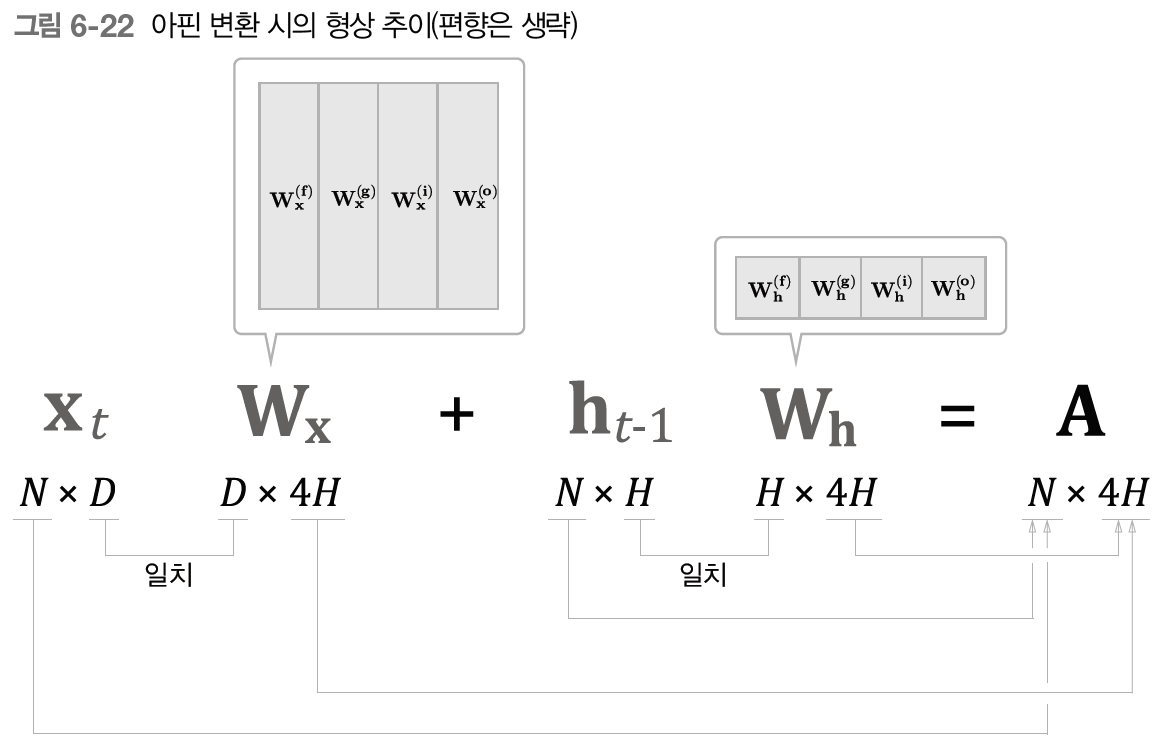 그림 6-22 아핀 변환 시의 형상 추이(편향은 생략)
W_x^(f) W_x^(g) W_x^(i) W_x^(o)
W_h^(f) W_h^(g) W_h^(i) W_h^(o)
x_t W_x + h_t-1 W_h = A
N × D D × 4H N × H H × 4H N × 4H
일치 일치